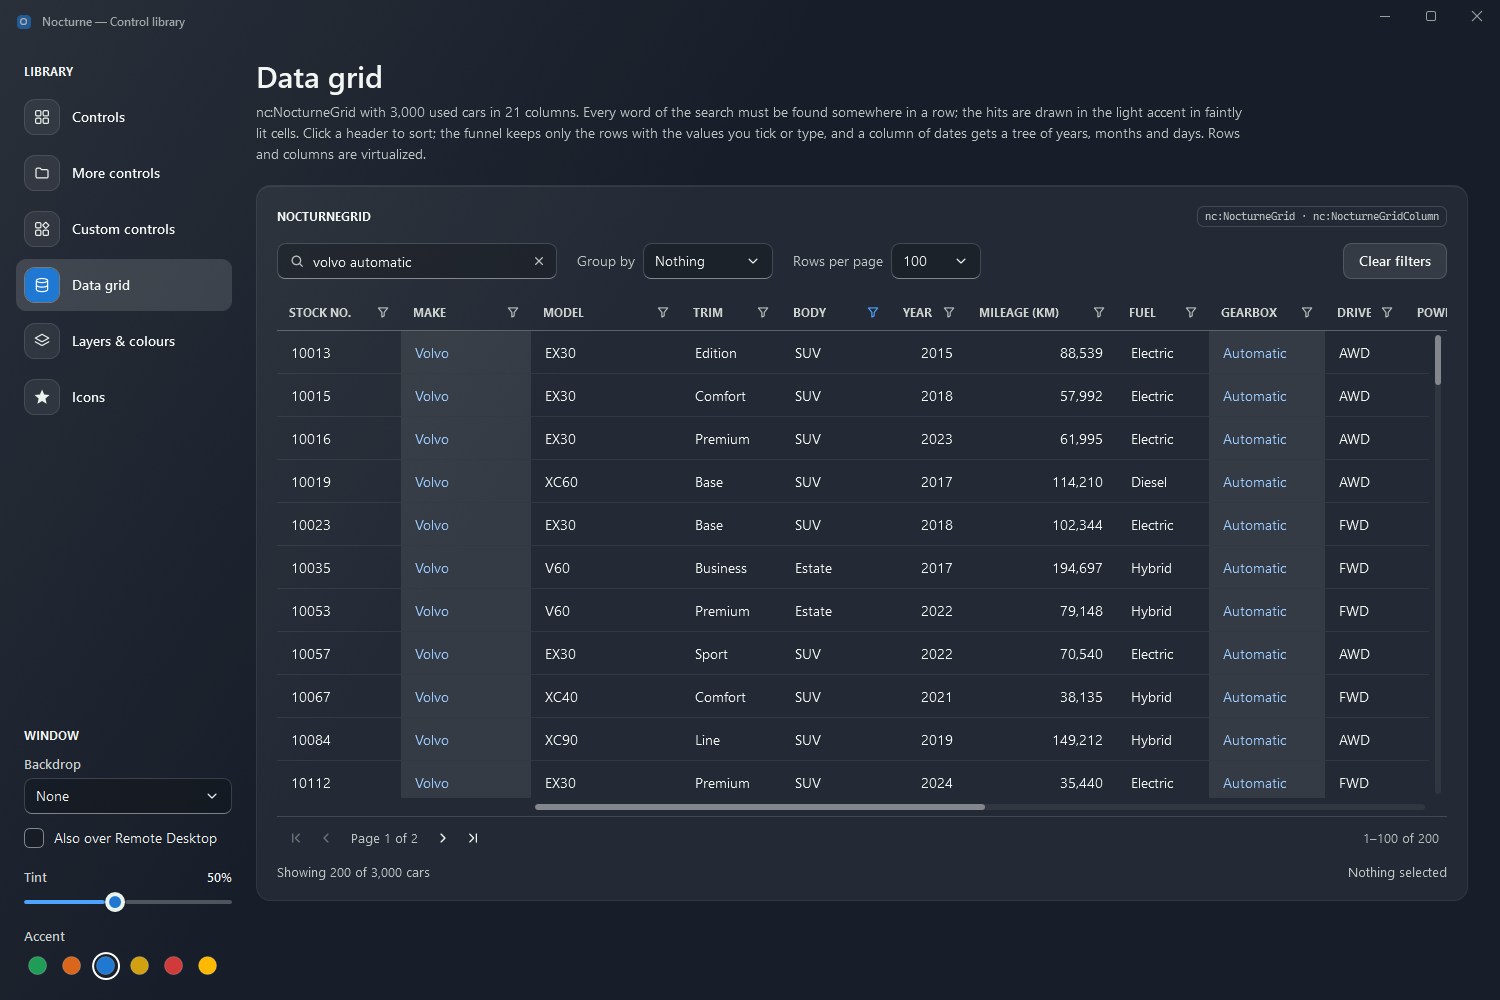 Nocturne — Control library
LIBRARY
Controls
More controls
Custom controls
Data grid
Layers & colours
Icons
WINDOW
Backdrop
None
Also over Remote Desktop
Tint 50%
Accent
Data grid
nc:NocturneGrid with 3,000 used cars in 21 columns. Every word of the search must be found somewhere in a row; the hits are drawn in the light accent in faintly
lit cells. Click a header to sort; the funnel keeps only the rows with the values you tick or type, and a column of dates gets a tree of years, months and days. Rows
and columns are virtualized.
NOCTURNEGRID nc:NocturneGrid · nc:NocturneGridColumn
volvo automatic Group by Nothing Rows per page 100 Clear filters
STOCK NO. MAKE MODEL TRIM BODY YEAR MILEAGE (KM) FUEL GEARBOX DRIVE POW
10013 Volvo EX30 Edition SUV 2015 88,539 Electric Automatic AWD
10015 Volvo EX30 Comfort SUV 2018 57,992 Electric Automatic AWD
10016 Volvo EX30 Premium SUV 2023 61,995 Electric Automatic AWD
10019 Volvo XC60 Base SUV 2017 114,210 Diesel Automatic AWD
10023 Volvo EX30 Base SUV 2018 102,344 Electric Automatic FWD
10035 Volvo V60 Business Estate 2017 194,697 Hybrid Automatic FWD
10053 Volvo V60 Premium Estate 2022 79,148 Hybrid Automatic FWD
10057 Volvo EX30 Sport SUV 2022 70,540 Electric Automatic AWD
10067 Volvo XC40 Comfort SUV 2021 38,135 Hybrid Automatic FWD
10084 Volvo XC90 Line SUV 2019 149,212 Hybrid Automatic AWD
10112 Volvo EX30 Premium SUV 2024 35,440 Electric Automatic FWD
Page 1 of 2 1–100 of 200
Showing 200 of 3,000 cars Nothing selected